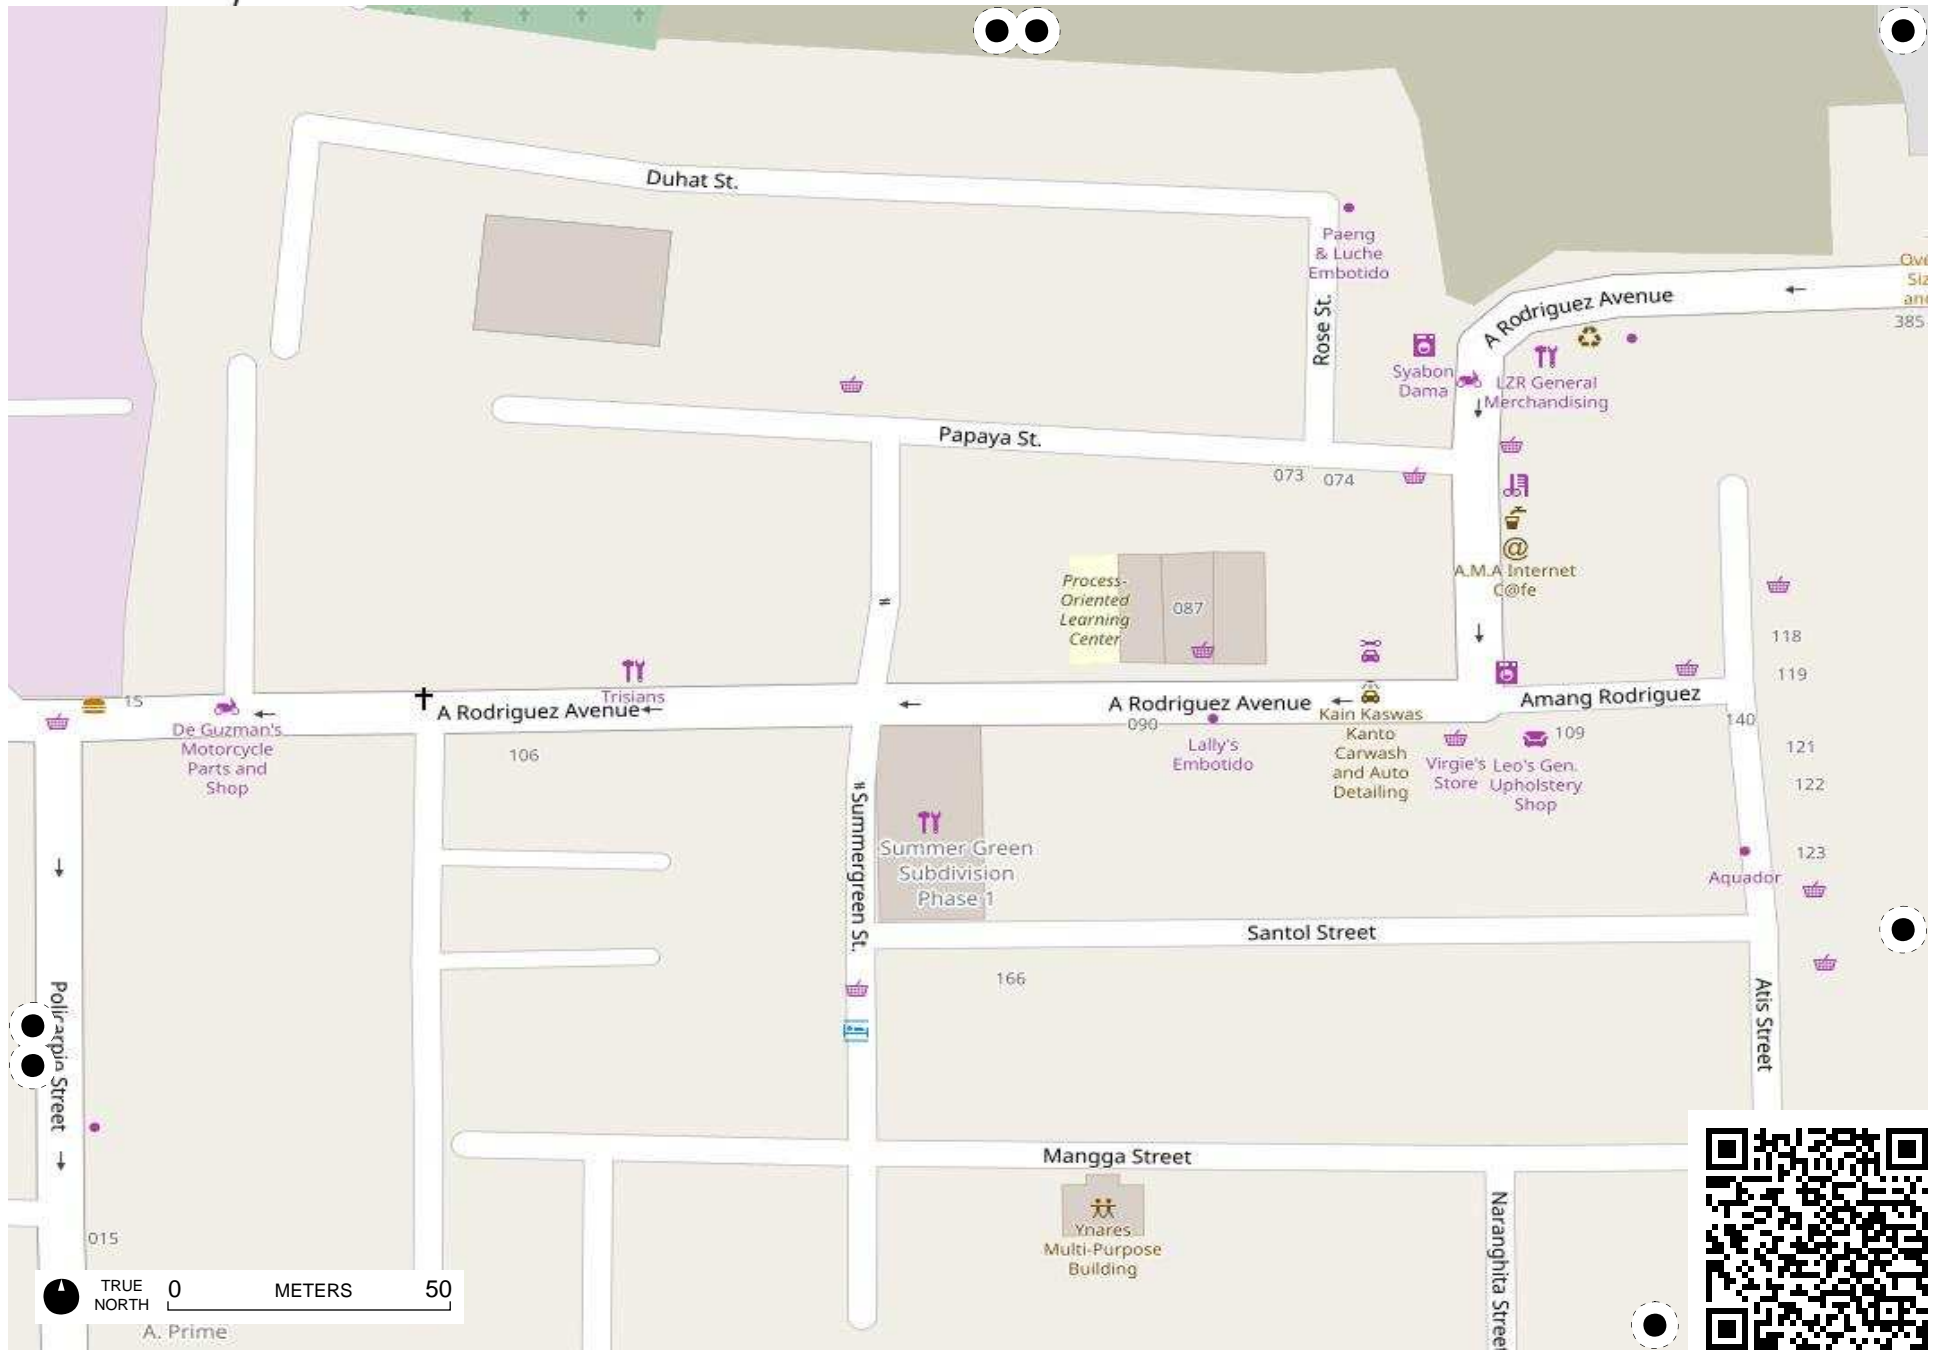 Duhat St.
Paeng
& Luche
Embotido
Rose St.
A Rodriguez Avenue
385
Syabon
Dama
LZR General
Merchandising
Papaya St.
073
074
A.M.A Internet
C@fe
Process-
Oriented
Learning
Center
087
118
119
Trisians
15
A Rodriguez Avenue
A Rodriguez Avenue
Amang Rodriguez
De Guzman's
Motorcycle
Parts and
Shop
106
090
Lally's
Embotido
Kain Kaswas
Kanto
Carwash
and Auto
Detailing
Virgie's
Store
109
Leo's Gen.
Upholstery
Shop
140
121
122
123
Aquador
Summergreen St.
Summer Green
Subdivision
Phase 1
Santol Street
166
Atis Street
Policarpio Street
Mangga Street
Ynares
Multi-Purpose
Building
Naranghita Street
015
TRUE
NORTH
0 METERS 50
A. Prime